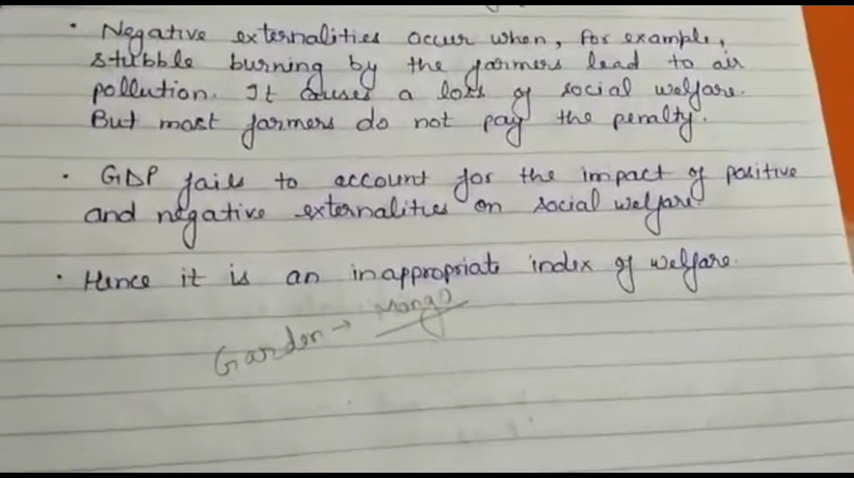 • Negative externalities occur when, for example,
stubble burning by the farmers lead to air
pollution. It causes a loss of social welfare.
But most farmers do not pay the penalty.
• GDP fails to account for the impact of positive
and negative externalities on social welfare.
• Hence it is an inappropriate index of welfare.
Garden → Mango